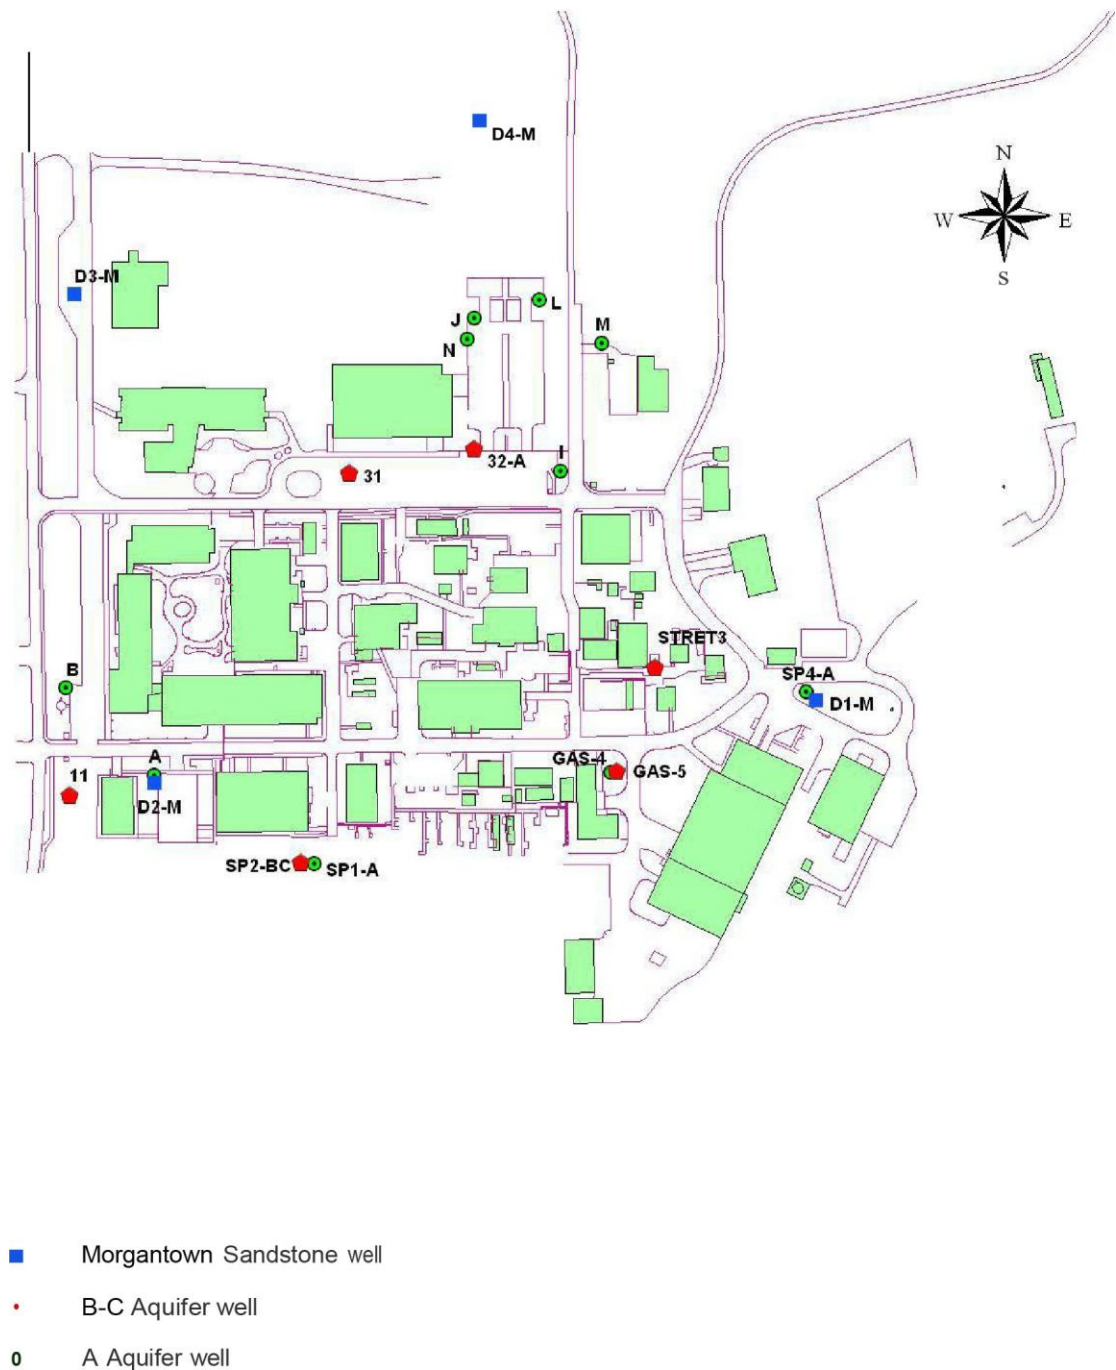 D4-M
N
W E
S
D3-M
L
J
M
N
32-A
31
I
STRET3
B
SP4-A
D1-M
GAS-4
GAS-5
A
11
D2-M
SP2-BC
SP1-A
Morgantown Sandstone well
B-C Aquifer well
0 A Aquifer well